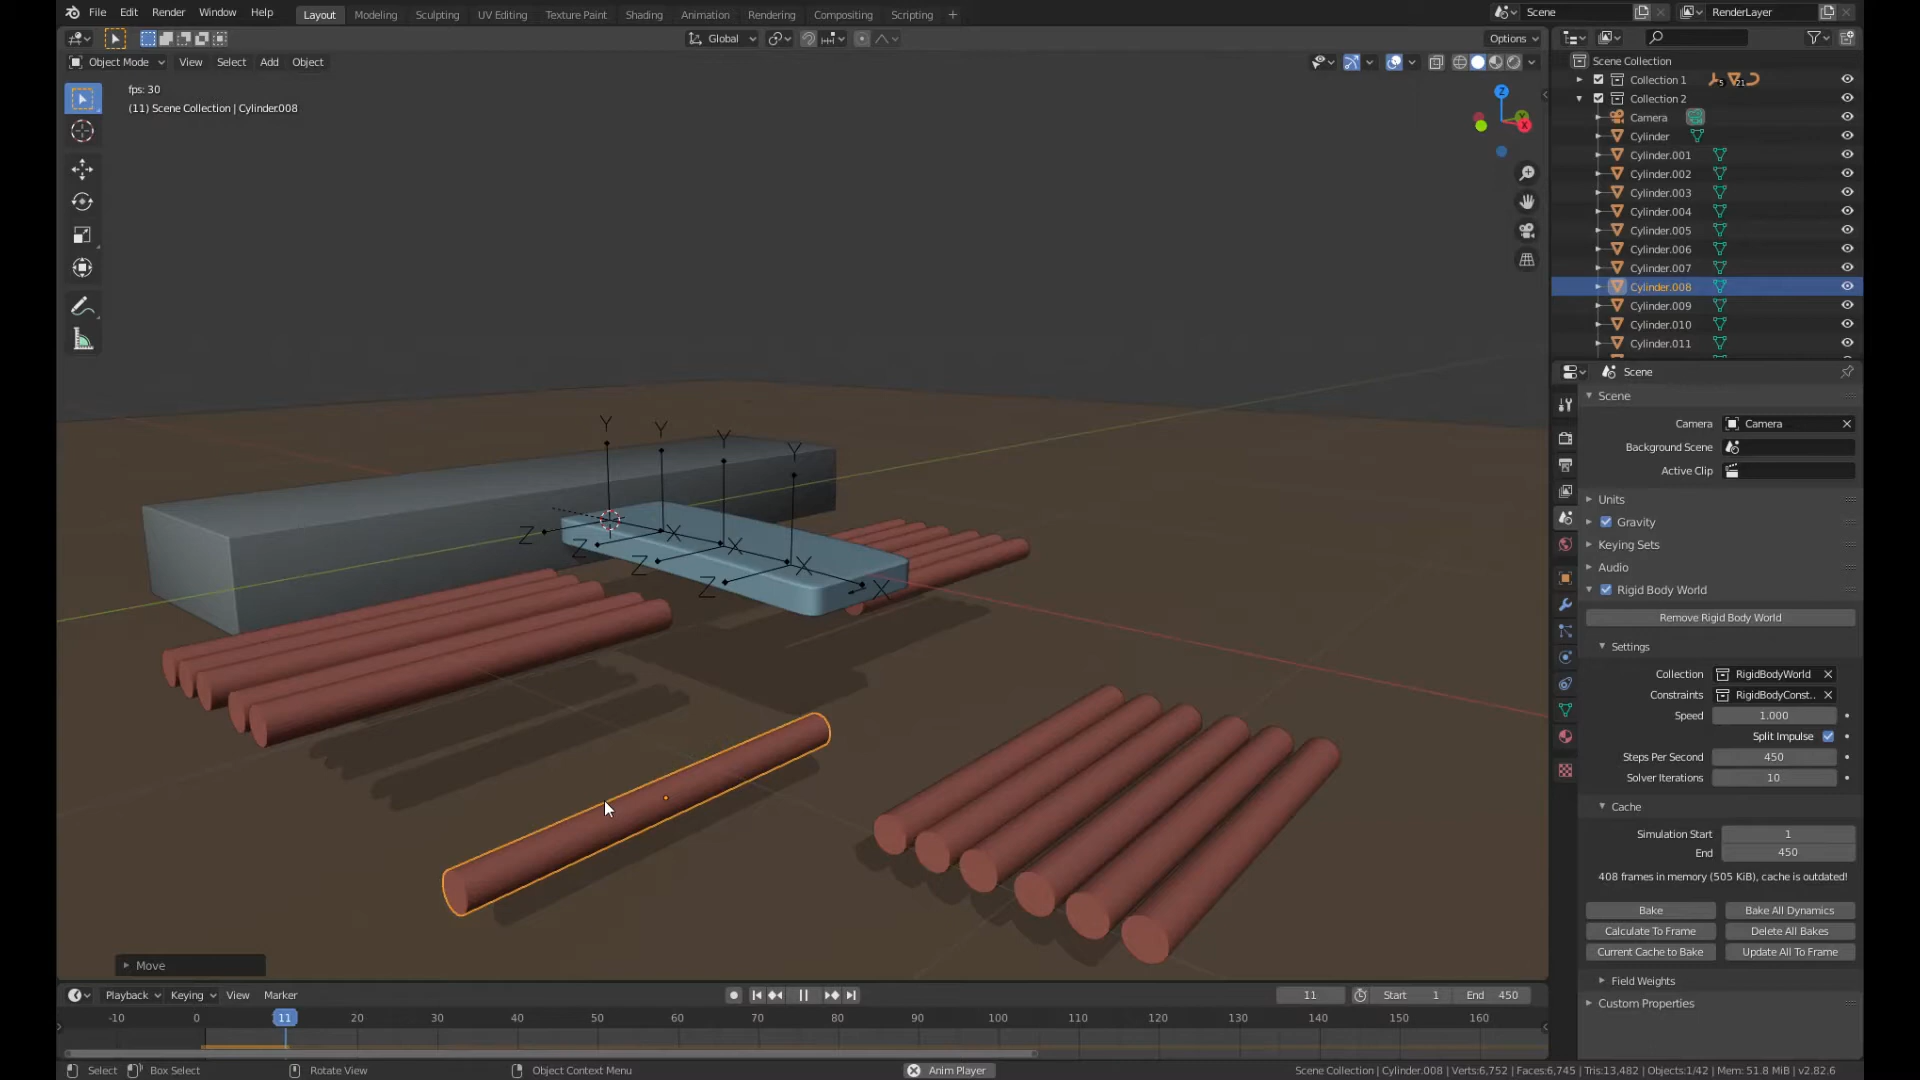 File Edit Render Window Help Layout Modeling Sculpting UV Editing Texture Paint Shading Animation Rendering Compositing Scripting + Scene RenderLayer
Global Options
Object Mode View Select Add Object
fps: 30
(11) Scene Collection | Cylinder.008
Z
Y
X
Y
Y
Y
Y
Z
X
Z
X
Z
X
Z
X
Move
Scene Collection
Collection 1 5 21
Collection 2
Camera
Cylinder
Cylinder.001
Cylinder.002
Cylinder.003
Cylinder.004
Cylinder.005
Cylinder.006
Cylinder.007
Cylinder.008
Cylinder.009
Cylinder.010
Cylinder.011
Scene
Scene
Camera Camera
Background Scene
Active Clip
Units
Gravity
Keying Sets
Audio
Rigid Body World
Remove Rigid Body World
Settings
Collection RigidBodyWorld
Constraints RigidBodyConst..
Speed 1.000
Split Impulse
Steps Per Second 450
Solver Iterations 10
Cache
Simulation Start 1
End 450
408 frames in memory (505 KiB), cache is outdated!
Bake Bake All Dynamics
Calculate To Frame Delete All Bakes
Current Cache to Bake Update All To Frame
Field Weights
Custom Properties
Playback Keying View Marker 11 Start 1 End 450
-10 0 11 20 30 40 50 60 70 80 90 100 110 120 130 140 150 160
Select Box Select Rotate View Object Context Menu Anim Player Scene Collection | Cylinder.008 | Verts:6,752 | Faces:6,745 | Tris:13,482 | Objects:1/42 | Mem: 51.8 MiB | v2.82.6